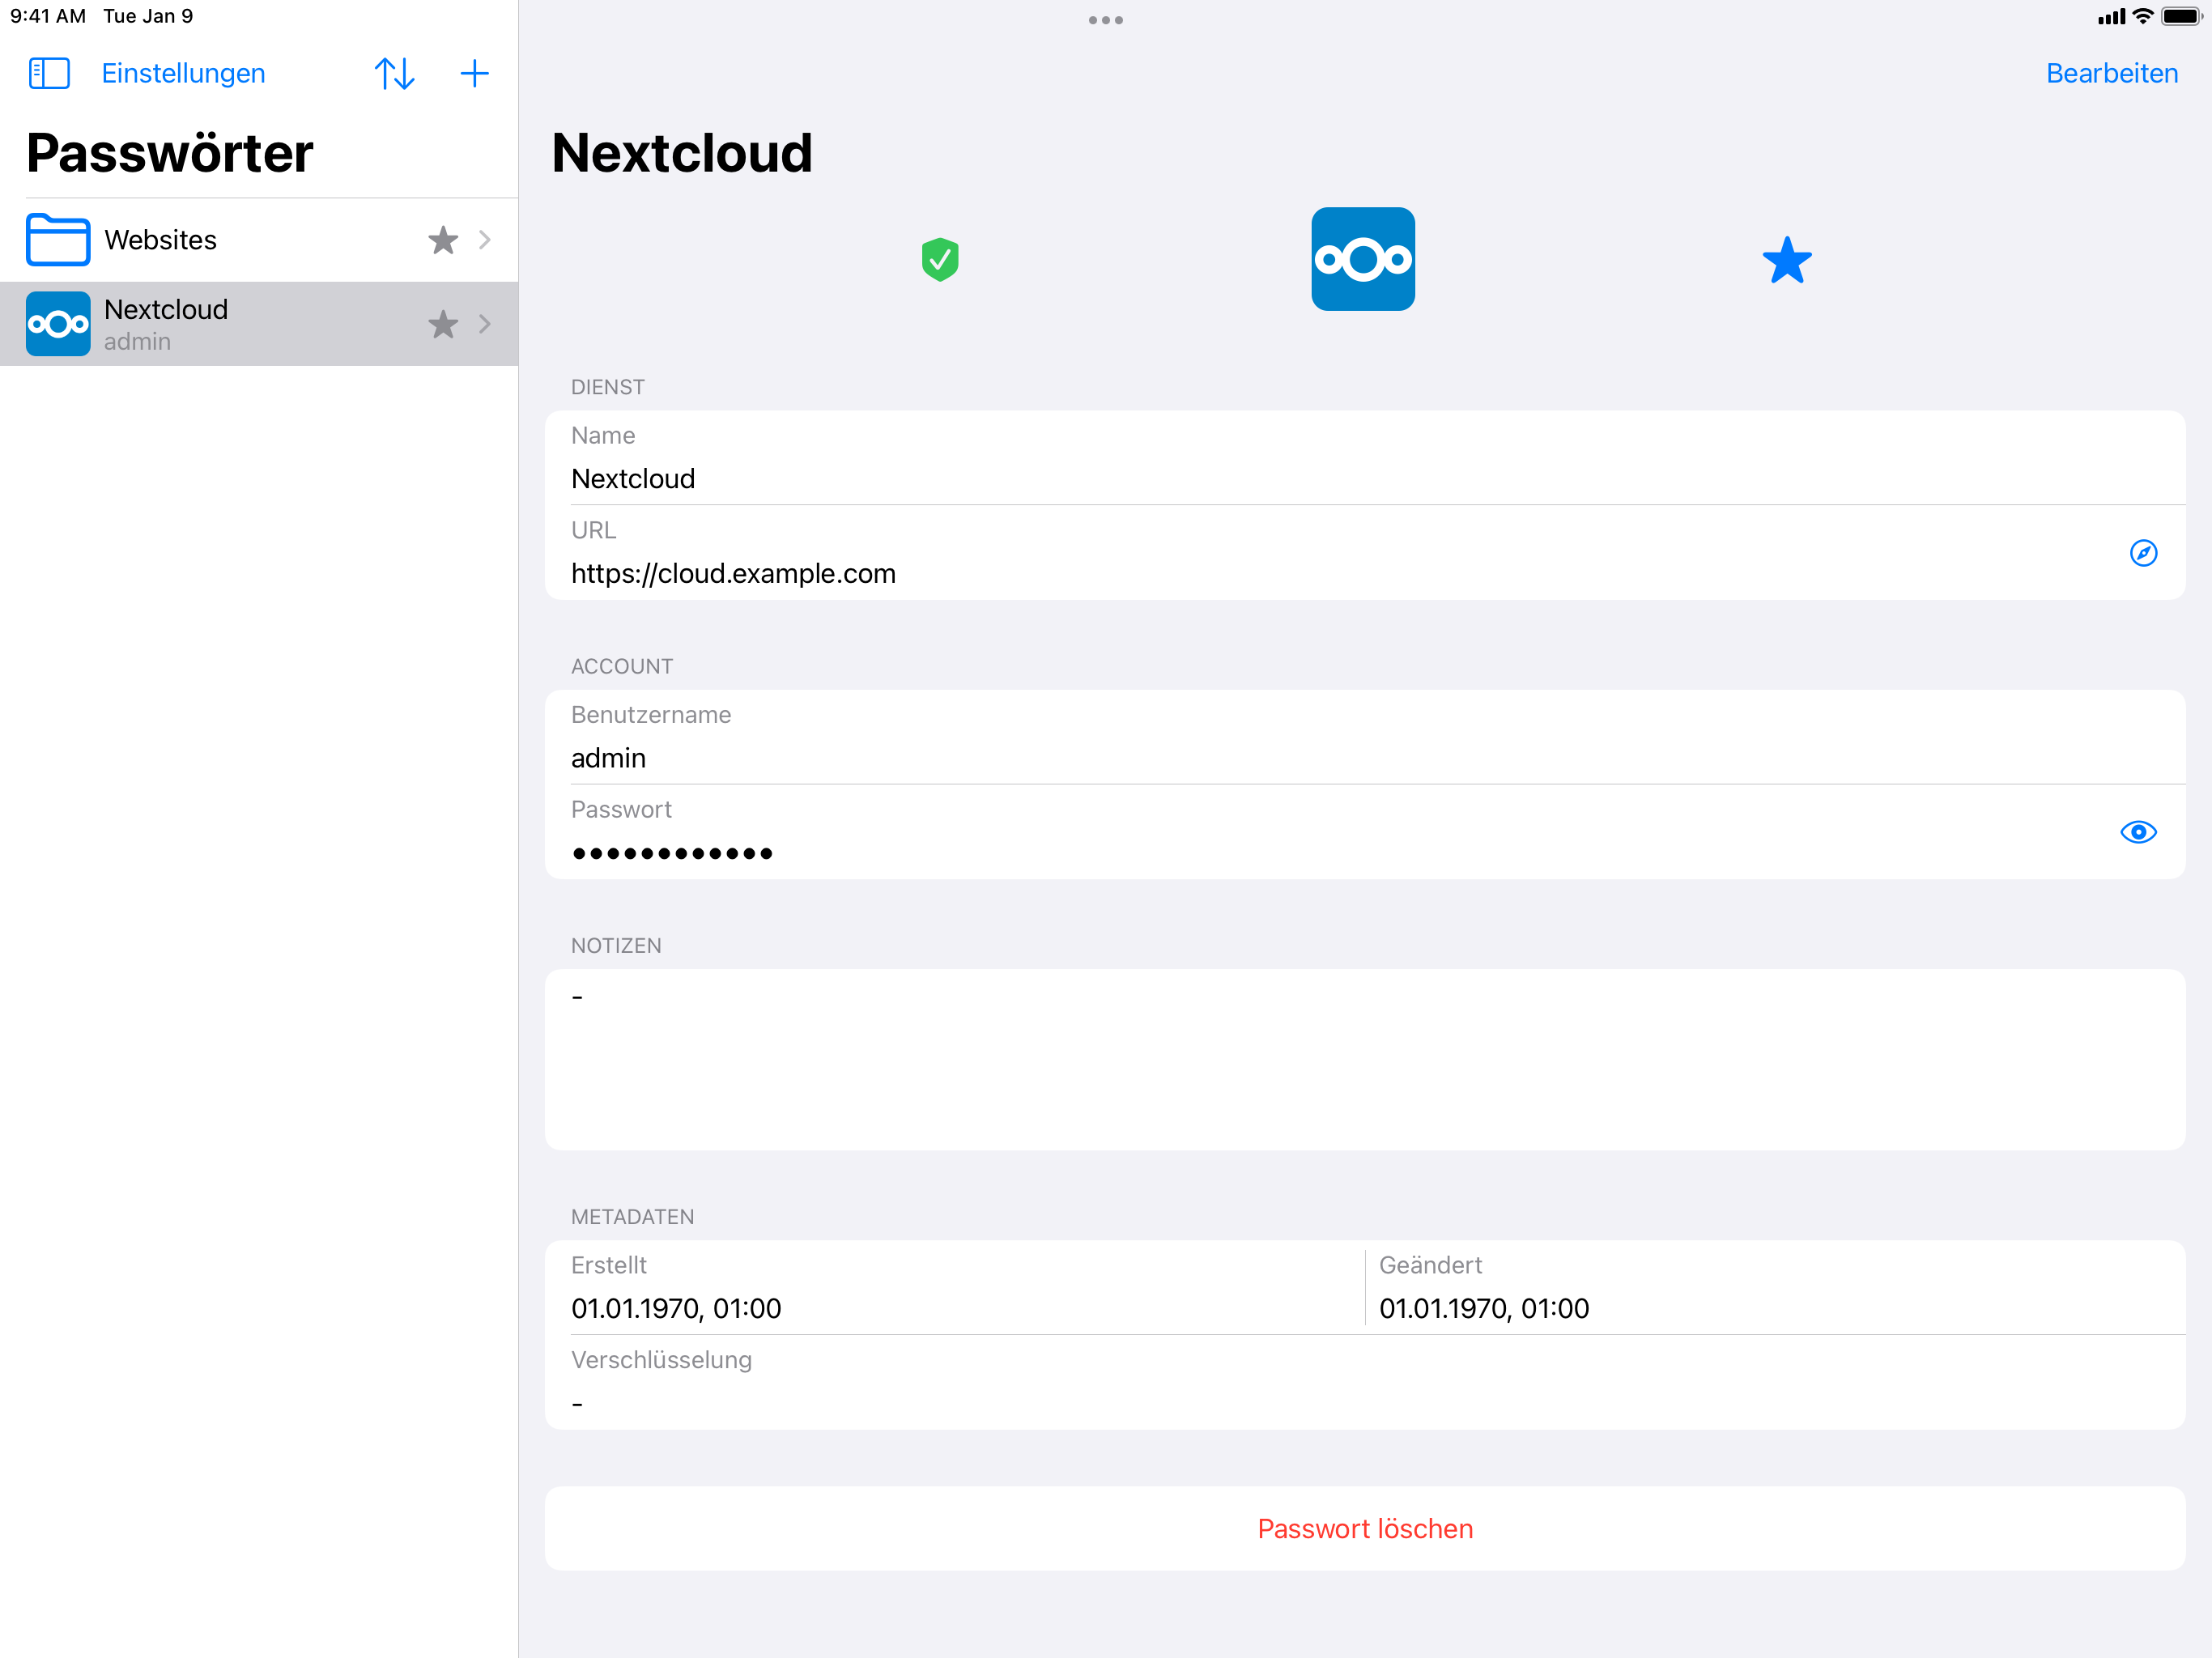 9:41 AM Tue Jan 9
Einstellungen
Passwörter
Websites
Nextcloud
admin
Bearbeiten
Nextcloud
DIENST
Name
Nextcloud
URL
https://cloud.example.com
ACCOUNT
Benutzername
admin
Passwort
••••••••••••
NOTIZEN
-
METADATEN
Erstellt
01.01.1970, 01:00
Geändert
01.01.1970, 01:00
Verschlüsselung
-
Passwort löschen